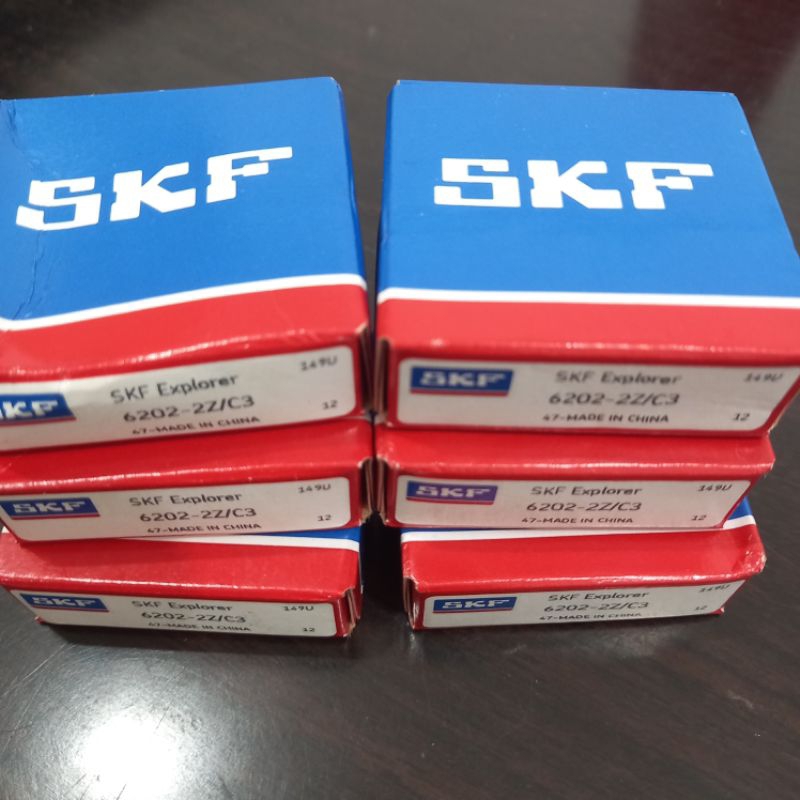 SKF
SKF
SKF
SKF Explorer
149U
6202-2Z/C3
47-MADE IN CHINA
12
SKF
SKF Explorer
149U
6202-2Z/C3
47-MADE IN CHINA
12
SKF
SKF Explorer
149U
6202-2Z/C3
47-MADE IN CHINA
12
SKF
SKF Explorer
149U
6202-2Z/C3
47-MADE IN CHINA
12
SKF
SKF Explorer
149U
6202-2Z/C3
47-MADE IN CHINA
12
SKF
SKF Explorer
149U
6202-2Z/C3
47-MADE IN CHINA
12